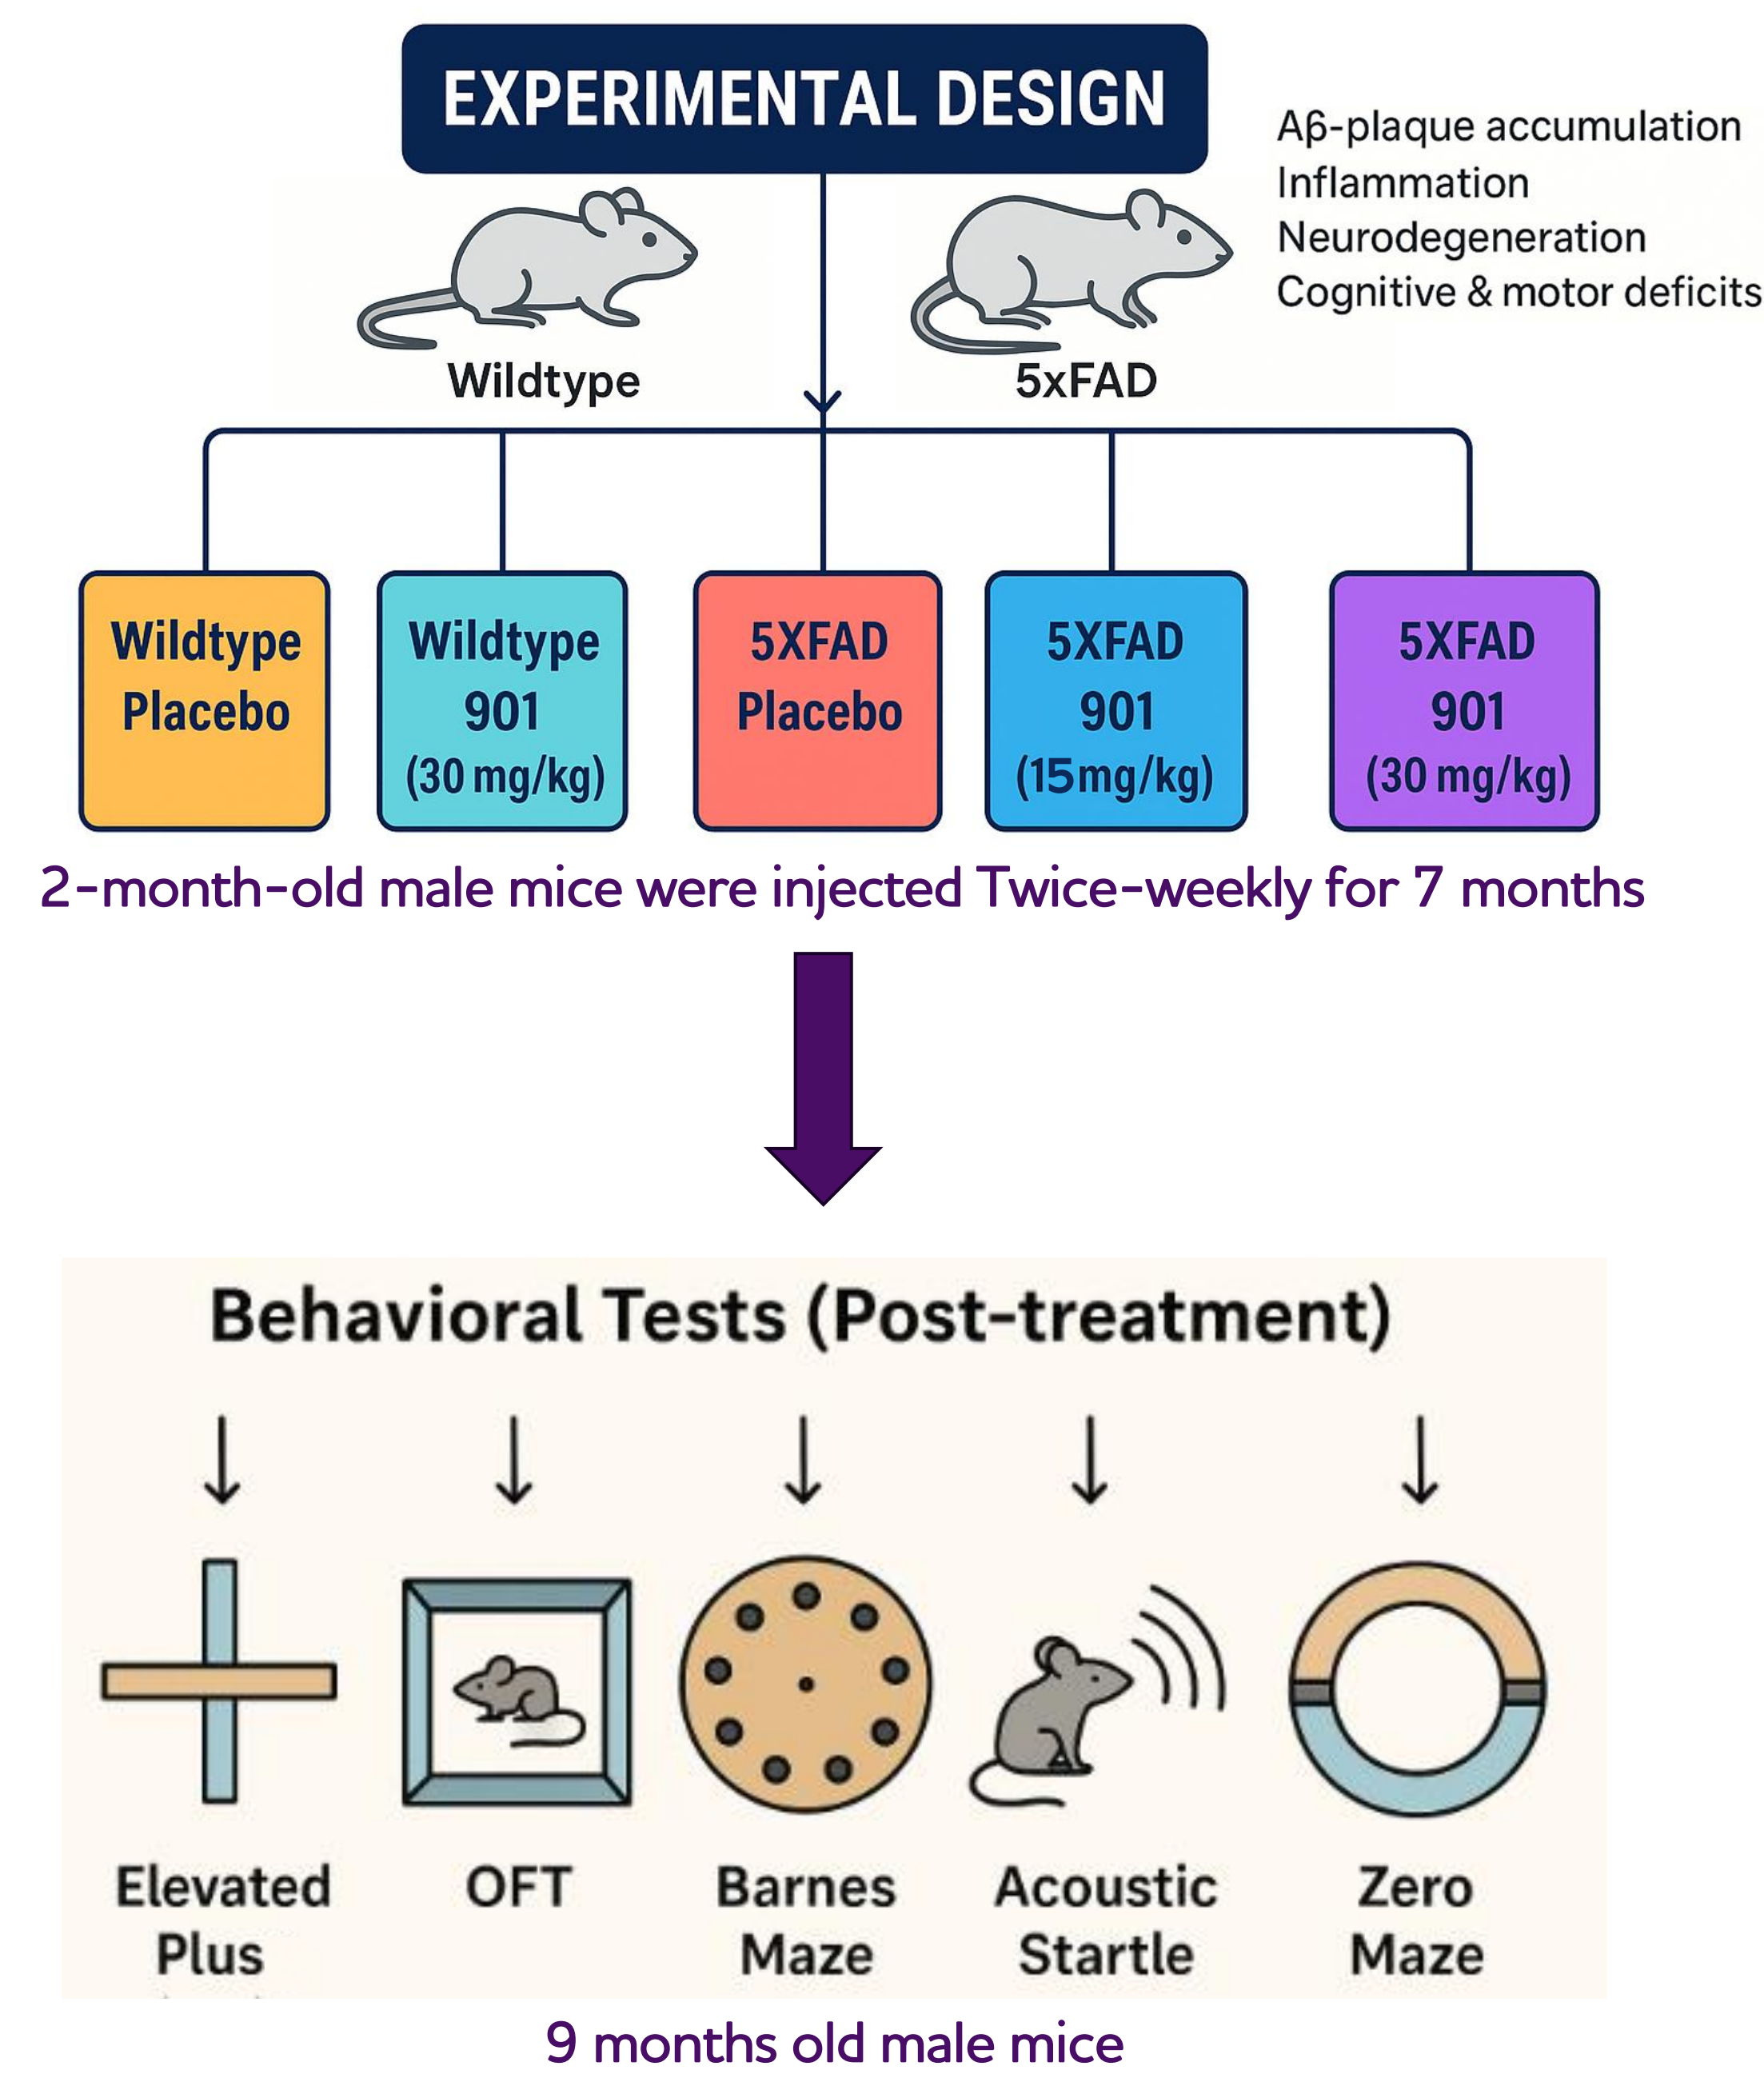 EXPERIMENTAL DESIGN
Aβ-plaque accumulation
Inflammation
Neurodegeneration
Cognitive & motor deficits
Wildtype
5xFAD
Wildtype
Placebo
Wildtype
901
(30 mg/kg)
5XFAD
Placebo
5XFAD
901
(15mg/kg)
5XFAD
901
(30 mg/kg)
2-month-old male mice were injected Twice-weekly for 7 months
Behavioral Tests (Post-treatment)
Elevated
Plus
OFT
Barnes
Maze
Acoustic
Startle
Zero
Maze
9 months old male mice